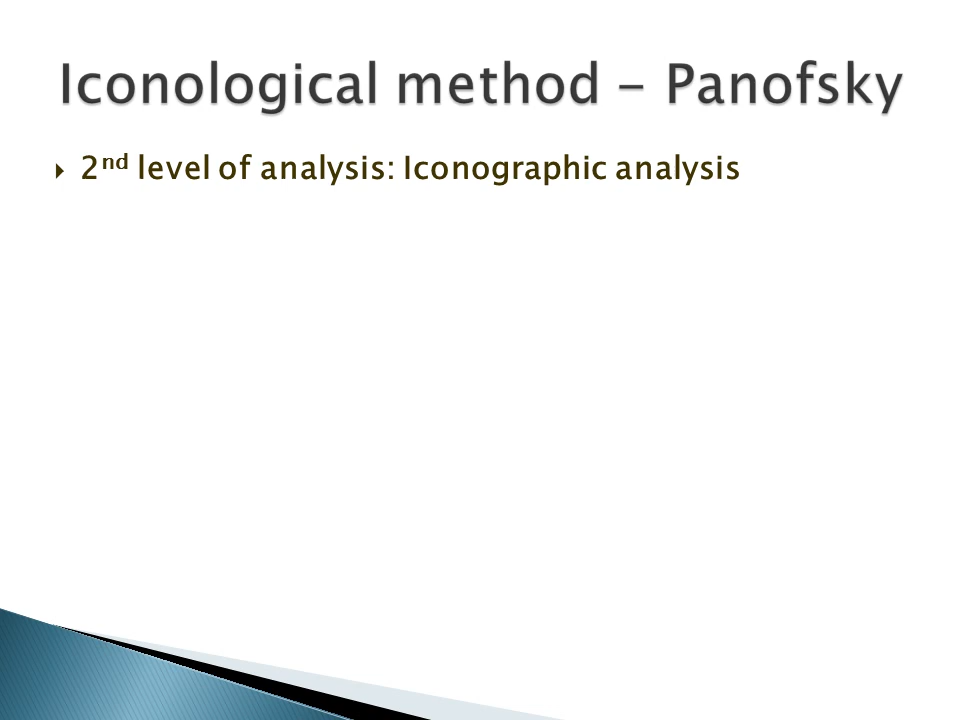 Iconological method - Panofsky
2nd level of analysis: Iconographic analysis